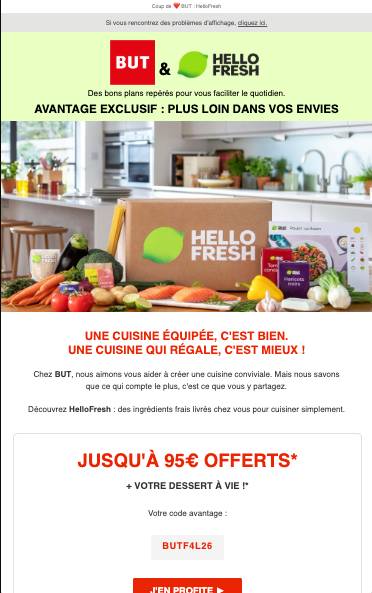 Coup de ❤️ BUT : HelloFresh
Si vous rencontrez des problèmes d'affichage, cliquez ici.
BUT & HELLO
FRESH
Des bons plans repérés pour vous faciliter le quotidien.
AVANTAGE EXCLUSIF : PLUS LOIN DANS VOS ENVIES
HELLO
FRESH
UNE CUISINE ÉQUIPÉE, C'EST BIEN.
UNE CUISINE QUI RÉGALE, C'EST MIEUX !
Chez BUT, nous aimons vous aider à créer une cuisine conviviale. Mais nous savons
que ce qui compte le plus, c'est ce que vous y partagez.
Découvrez HelloFresh : des ingrédients frais livrés chez vous pour cuisiner simplement.
JUSQU'À 95€ OFFERTS*
+ VOTRE DESSERT À VIE !*
Votre code avantage :
BUTF4L26
J'EN PROFITE ▶